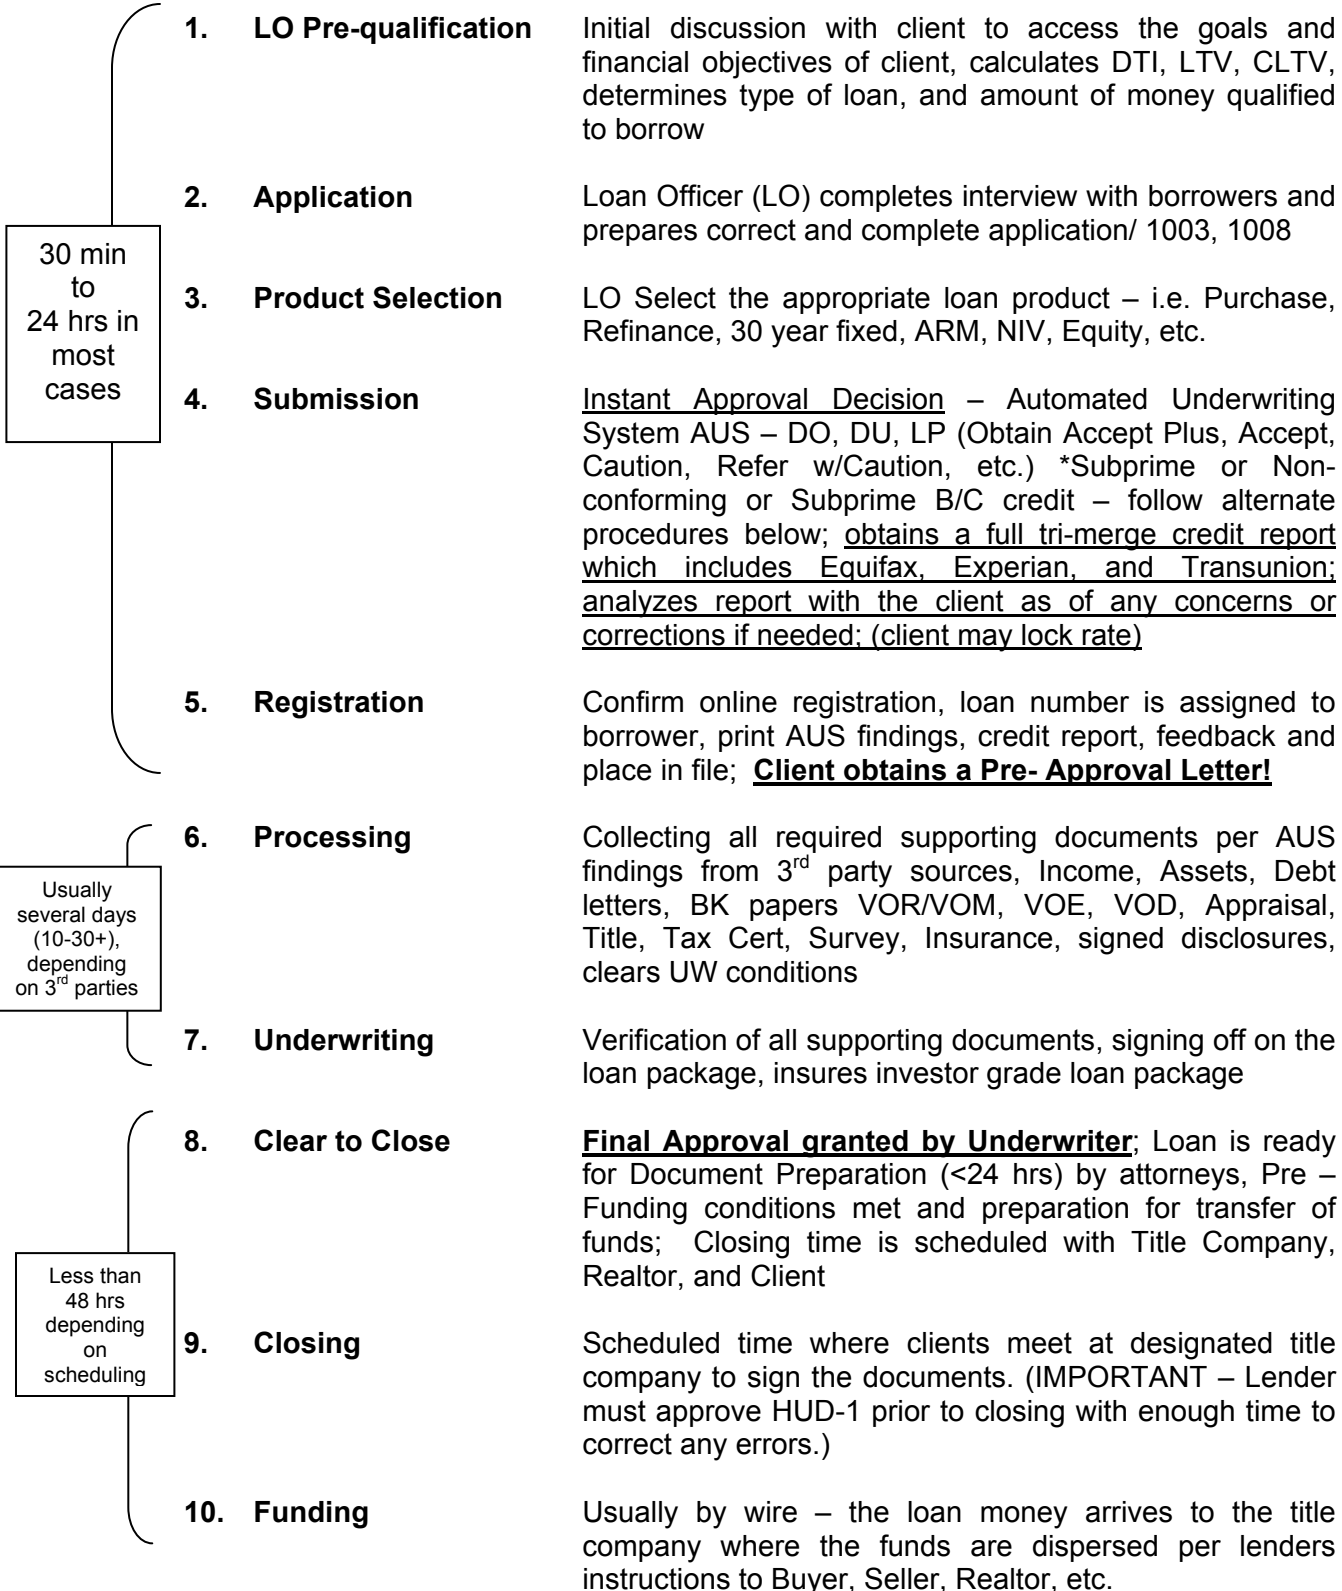 1. LO Pre-qualification Initial discussion with client to access the goals and
financial objectives of client, calculates DTI, LTV, CLTV,
determines type of loan, and amount of money qualified
to borrow
2. Application Loan Officer (LO) completes interview with borrowers and
prepares correct and complete application/ 1003, 1008
30 min
to
24 hrs in
most
cases
3. Product Selection LO Select the appropriate loan product – i.e. Purchase,
Refinance, 30 year fixed, ARM, NIV, Equity, etc.
4. Submission Instant Approval Decision – Automated Underwriting
System AUS – DO, DU, LP (Obtain Accept Plus, Accept,
Caution, Refer w/Caution, etc.) *Subprime or Non-
conforming or Subprime B/C credit – follow alternate
procedures below; obtains a full tri-merge credit report
which includes Equifax, Experian, and Transunion;
analyzes report with the client as of any concerns or
corrections if needed; (client may lock rate)
5. Registration Confirm online registration, loan number is assigned to
borrower, print AUS findings, credit report, feedback and
place in file; Client obtains a Pre- Approval Letter!
6. Processing Collecting all required supporting documents per AUS
findings from 3rd party sources, Income, Assets, Debt
letters, BK papers VOR/VOM, VOE, VOD, Appraisal,
Title, Tax Cert, Survey, Insurance, signed disclosures,
clears UW conditions
Usually
several days
(10-30+),
depending
on 3rd parties
7. Underwriting Verification of all supporting documents, signing off on the
loan package, insures investor grade loan package
8. Clear to Close Final Approval granted by Underwriter; Loan is ready
for Document Preparation (<24 hrs) by attorneys, Pre –
Funding conditions met and preparation for transfer of
funds; Closing time is scheduled with Title Company,
Realtor, and Client
Less than
48 hrs
depending
on
scheduling
9. Closing Scheduled time where clients meet at designated title
company to sign the documents. (IMPORTANT – Lender
must approve HUD-1 prior to closing with enough time to
correct any errors.)
10. Funding Usually by wire – the loan money arrives to the title
company where the funds are dispersed per lenders
instructions to Buyer, Seller, Realtor, etc.